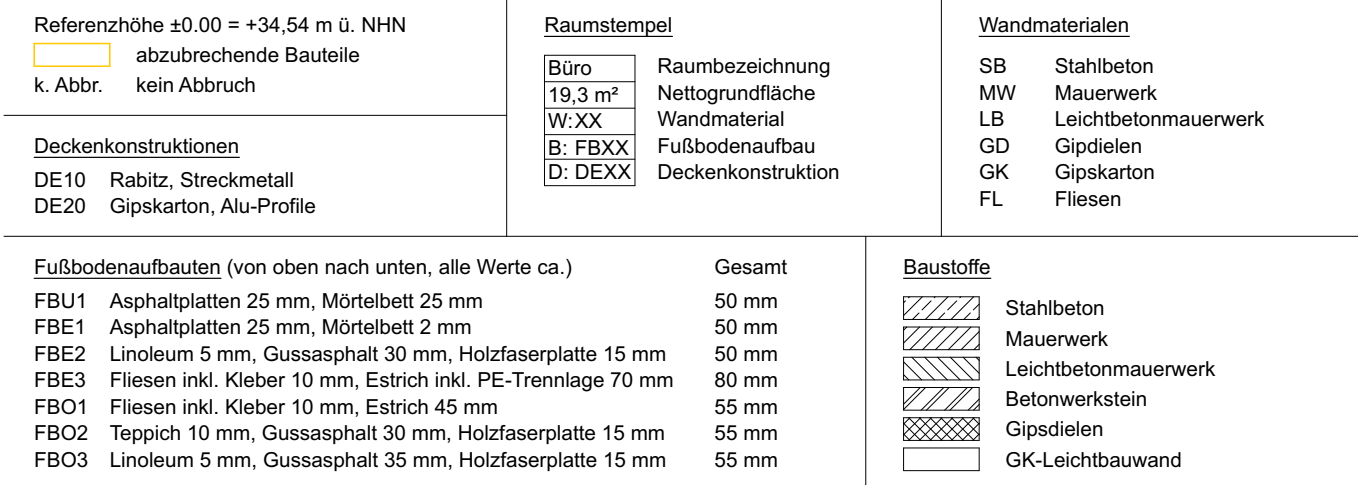 Referenzhöhe ±0.00 = +34,54 m ü. NHN
abzubrechende Bauteile
k. Abbr. kein Abbruch
Deckenkonstruktionen
DE10 Rabitz, Streckmetall
DE20 Gipskarton, Alu-Profile
Raumstempel
Büro Raumbezeichnung
19,3 m² Nettogrundfläche
W:XX Wandmaterial
B: FBXX Fußbodenaufbau
D: DEXX Deckenkonstruktion
Wandmaterialen
SB Stahlbeton
MW Mauerwerk
LB Leichtbetonmauerwerk
GD Gipdielen
GK Gipskarton
FL Fliesen
Fußbodenaufbauten (von oben nach unten, alle Werte ca.) Gesamt
FBU1 Asphaltplatten 25 mm, Mörtelbett 25 mm 50 mm
FBE1 Asphaltplatten 25 mm, Mörtelbett 2 mm 50 mm
FBE2 Linoleum 5 mm, Gussasphalt 30 mm, Holzfaserplatte 15 mm 50 mm
FBE3 Fliesen inkl. Kleber 10 mm, Estrich inkl. PE-Trennlage 70 mm 80 mm
FBO1 Fliesen inkl. Kleber 10 mm, Estrich 45 mm 55 mm
FBO2 Teppich 10 mm, Gussasphalt 30 mm, Holzfaserplatte 15 mm 55 mm
FBO3 Linoleum 5 mm, Gussasphalt 35 mm, Holzfaserplatte 15 mm 55 mm
Baustoffe
Stahlbeton
Mauerwerk
Leichtbetonmauerwerk
Betonwerkstein
Gipsdielen
GK-Leichtbauwand